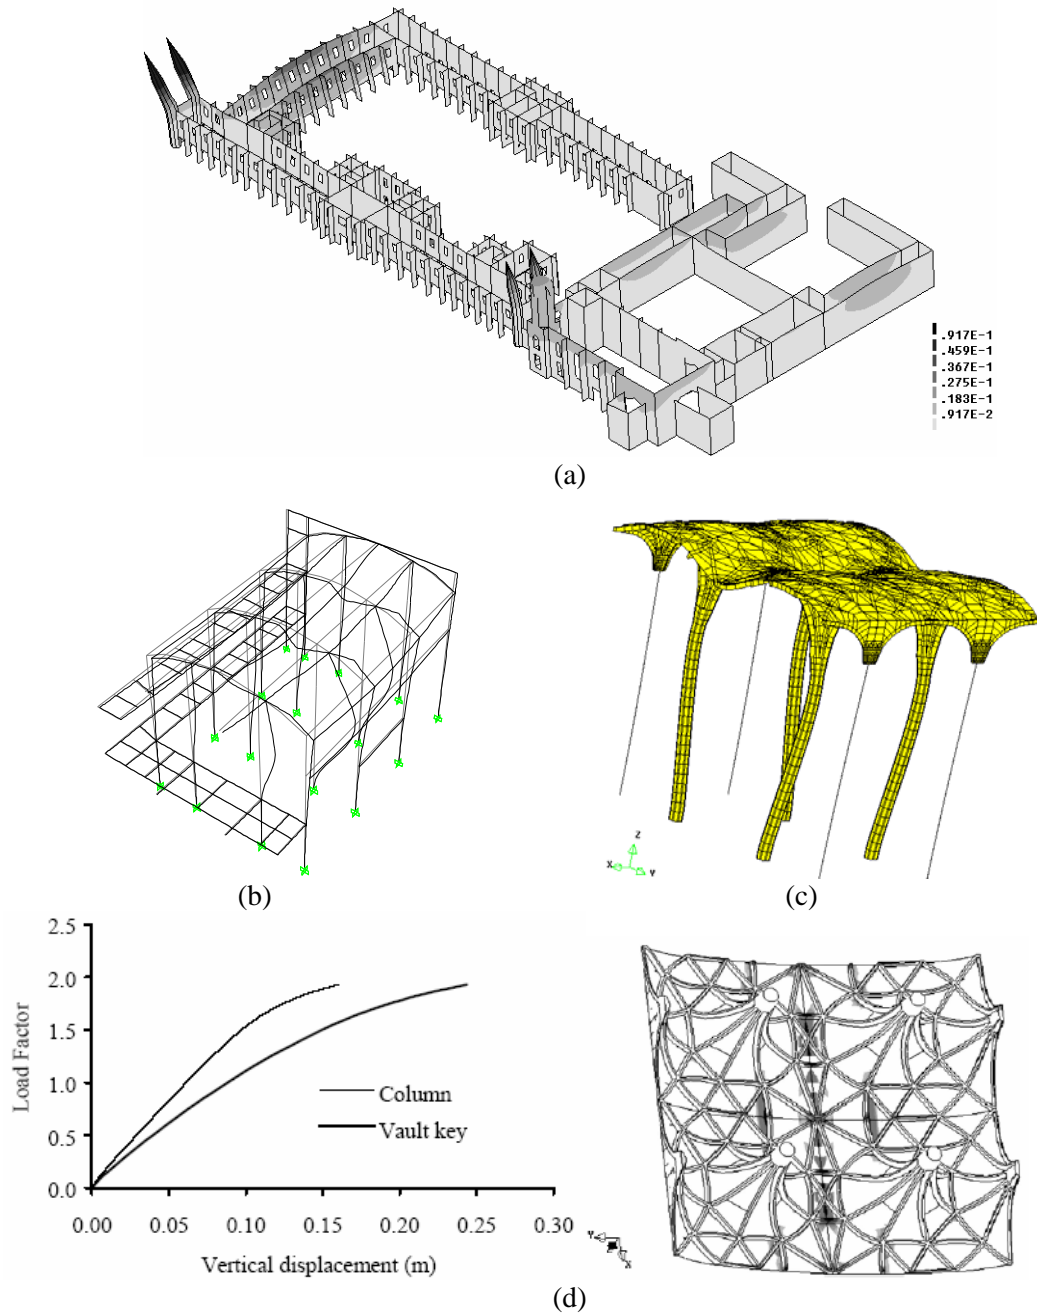 .917E-1
.459E-1
.367E-1
.275E-1
.183E-1
.917E-2
(a)
Z
X
Y
(b)
(c)
2.5
2.0
1.5
1.0
0.5
0.0
Load Factor
Column
Vault key
0.00 0.05 0.10 0.15 0.20 0.25 0.30
Vertical displacement (m)
Y
X
(d)